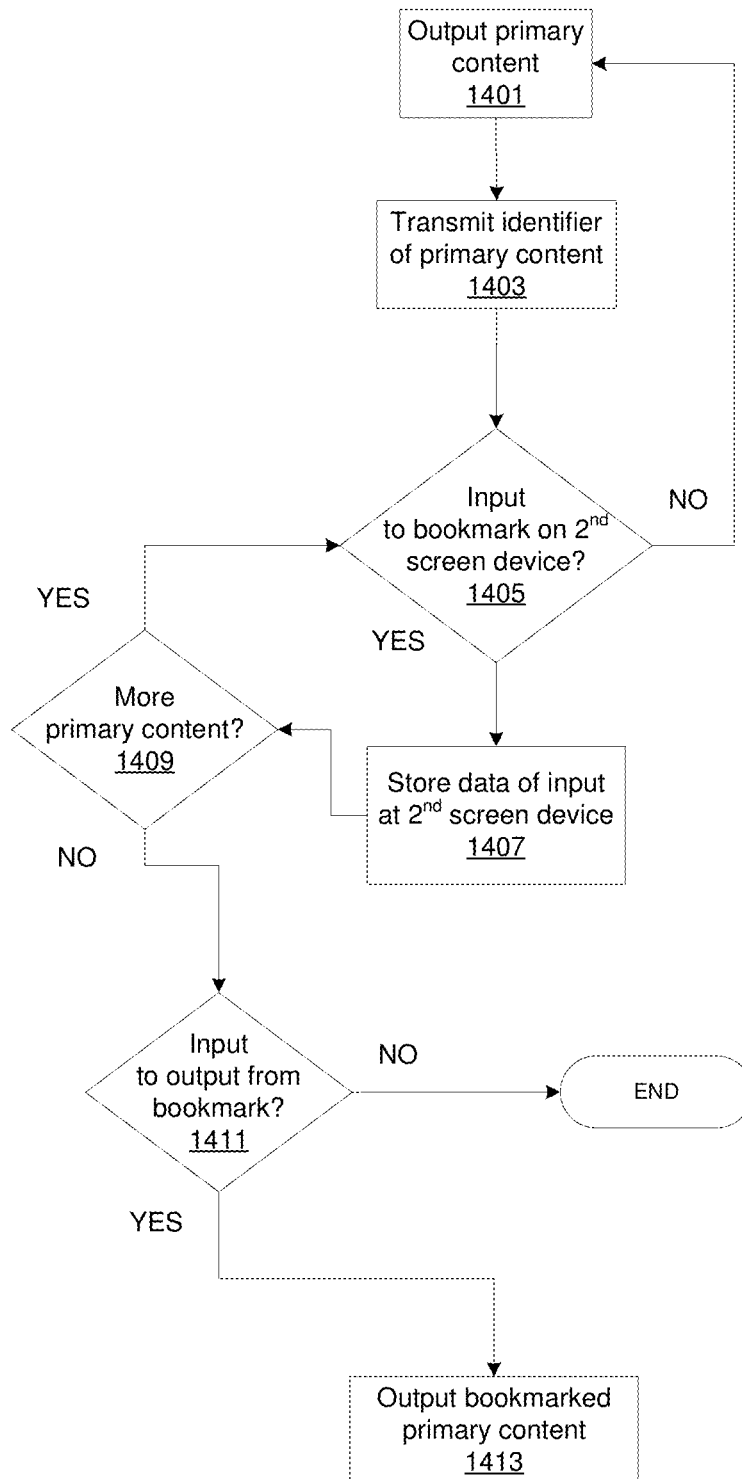 Output primary
content
1401
Transmit identifier
of primary content
1403
Input
to bookmark on 2nd
screen device?
1405
NO
YES
YES
More
primary content?
1409
Store data of input
at 2nd screen device
1407
NO
Input
to output from
bookmark?
1411
NO
END
YES
Output bookmarked
primary content
1413